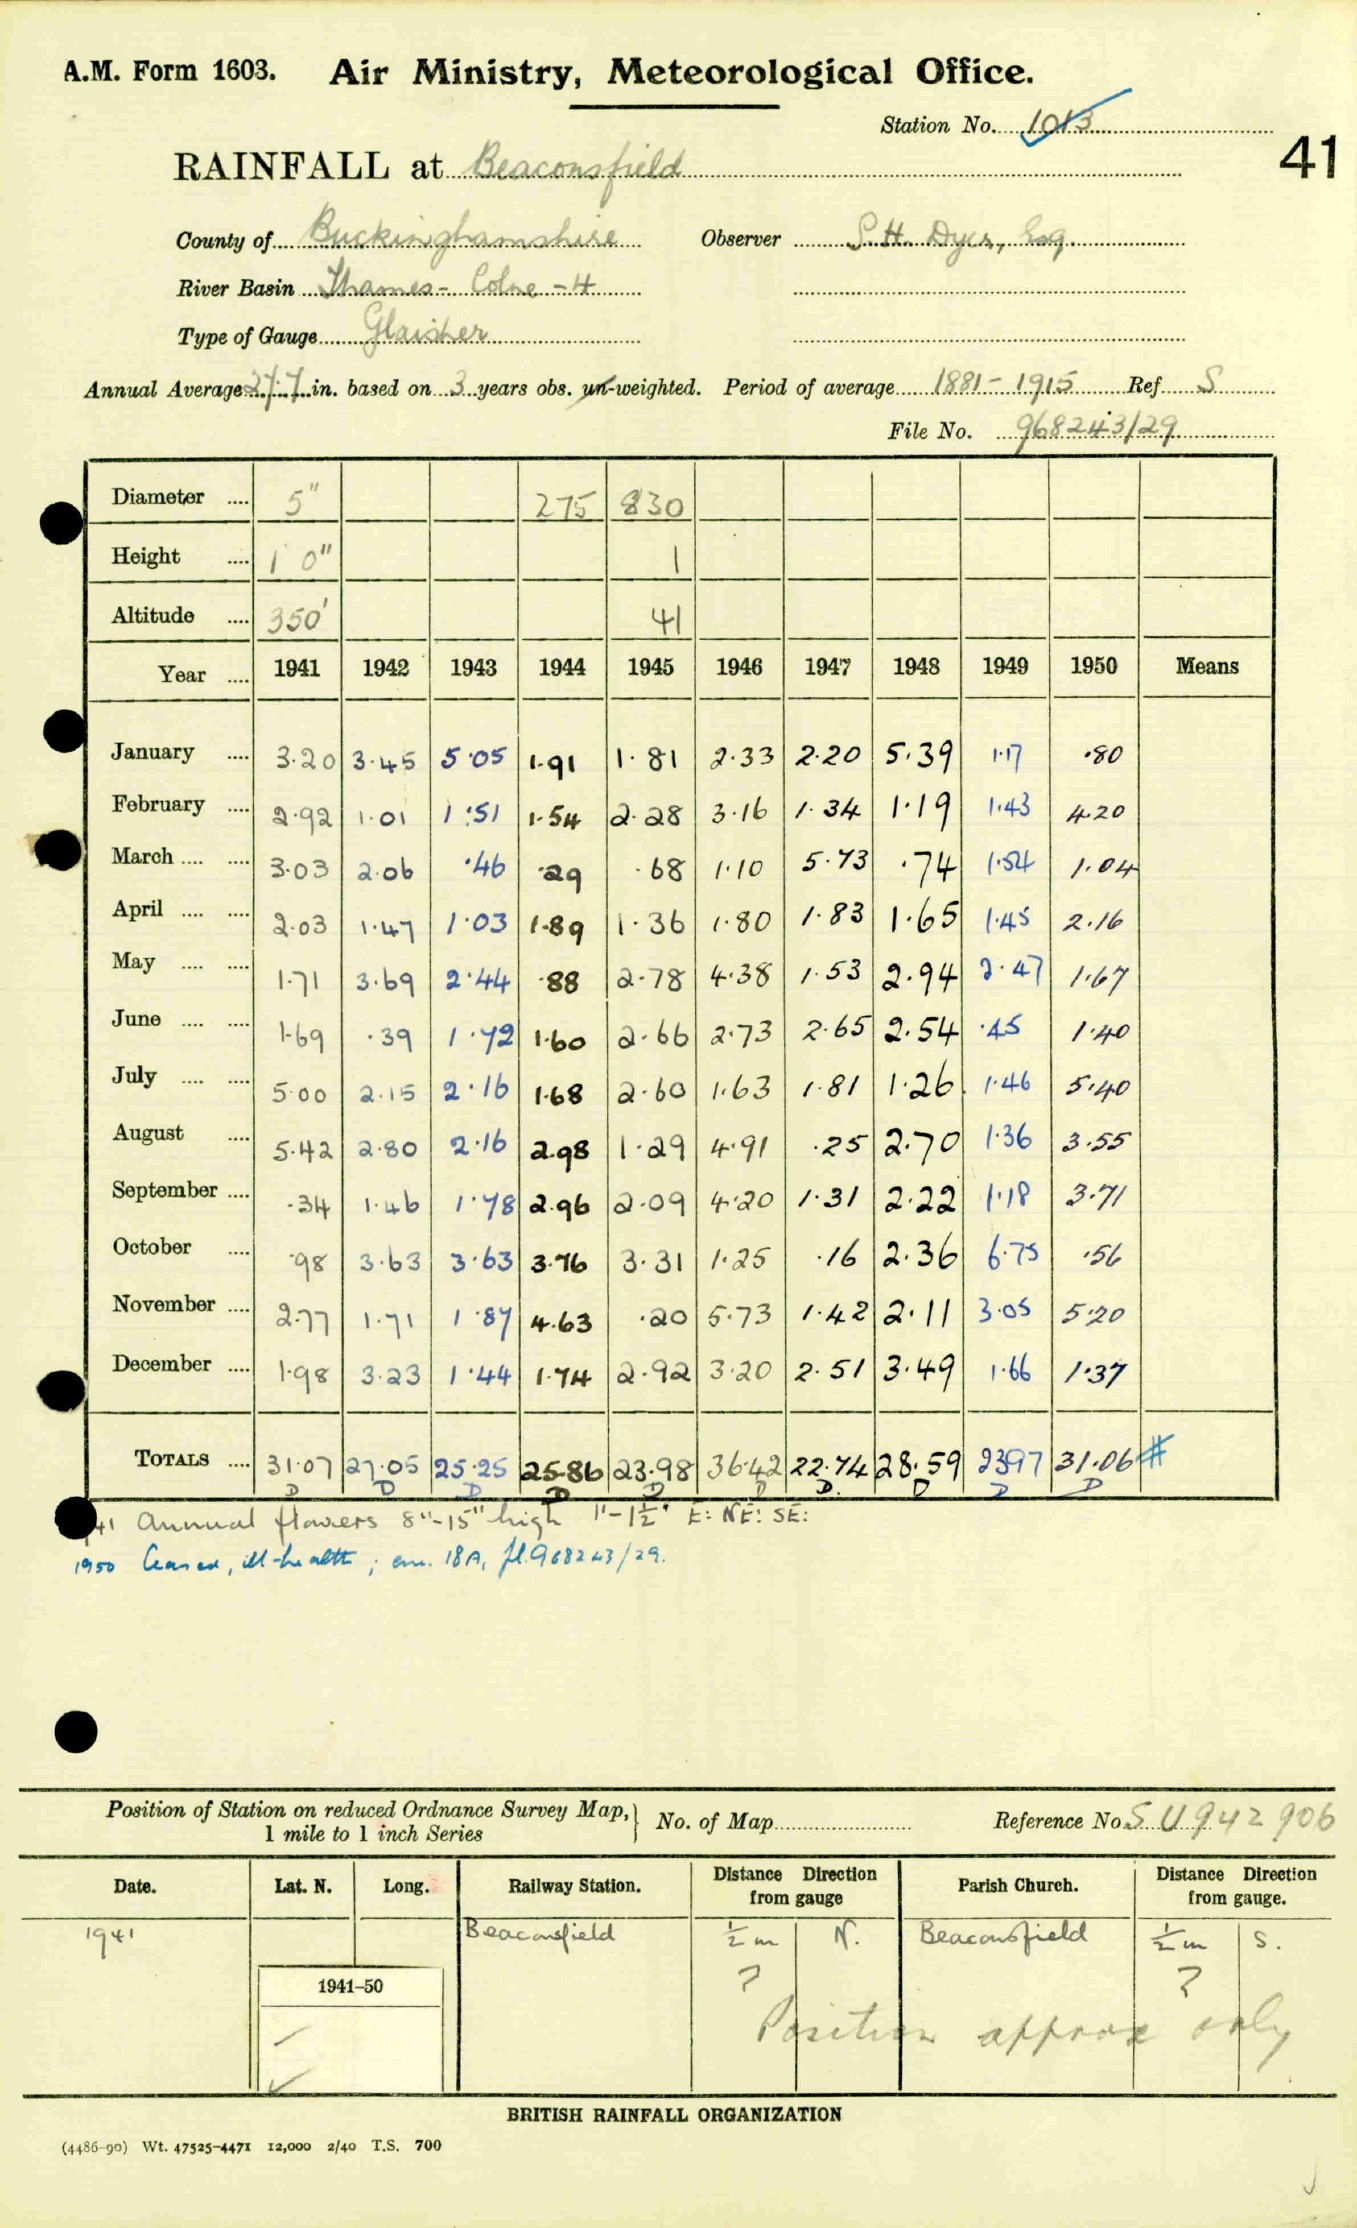 A.M. Form 1603. Air Ministry, Meteorological Office.
Station No. 1013
41
RAINFALL at Beaconsfield
County of Buckinghamshire Observer S.H. Dyer, Esq.
River Basin Thames - Colne - 4
Type of Gauge Glaisher
Annual Average 27.7 in. based on 3 years obs. un-weighted. Period of average 1881-1915 Ref S
File No. 968243/29
Diameter .... 5" 275 830
Height .... 1 0" 1
Altitude .... 350' 41
Year .... 1941 1942 1943 1944 1945 1946 1947 1948 1949 1950 Means
January .... 3.20 3.45 5.05 1.91 1.81 2.33 2.20 5.39 1.17 .80
February .... 2.92 1.01 1.51 1.54 2.28 3.16 1.34 1.19 1.43 4.20
March .... .... 3.03 2.06 .46 .29 .68 1.10 5.73 .74 1.54 1.04
April .... .... 2.03 1.47 1.03 1.89 1.36 1.80 1.83 1.65 1.45 2.16
May .... .... 1.71 3.69 2.44 .88 2.78 4.38 1.53 2.94 2.47 1.67
June .... .... 1.69 .39 1.72 1.60 2.66 2.73 2.65 2.54 .45 1.40
July .... .... 5.00 2.15 2.16 1.68 2.60 1.63 1.81 1.26 1.46 5.40
August .... 5.42 2.80 2.16 2.98 1.29 4.91 .25 2.70 1.36 3.55
September .... .34 1.46 1.78 2.96 2.09 4.20 1.31 2.22 1.18 3.71
October .... .98 3.63 3.63 3.76 3.31 1.25 .16 2.36 6.75 .56
November .... 2.77 1.71 1.87 4.63 .20 5.73 1.42 2.11 3.05 5.20
December .... 1.98 3.23 1.44 1.74 2.92 3.20 2.51 3.49 1.66 1.37
TOTALS .... 31.07 27.05 25.25 25.86 23.98 36.42 22.74 28.59 23.97 31.06 #
D D D D D D D. D D D
41 Annual flowers 8"-15" high 1"-1½" E: NE: SE:
1950 Ceased, ill-health; em. 18A, fl.968243/29.
Position of Station on reduced Ordnance Survey Map, } No. of Map Reference No. SU 942 906
1 mile to 1 inch Series
Date. Lat. N. Long. Railway Station. Distance Direction from gauge Parish Church. Distance Direction from gauge.
1941 Beaconsfield ½ m N. Beaconsfield ½ m S.
? ?
1941-50
Position approx only
BRITISH RAINFALL ORGANIZATION
(4486-90) Wt. 47525-4471 12,000 2/40 T.S. 700